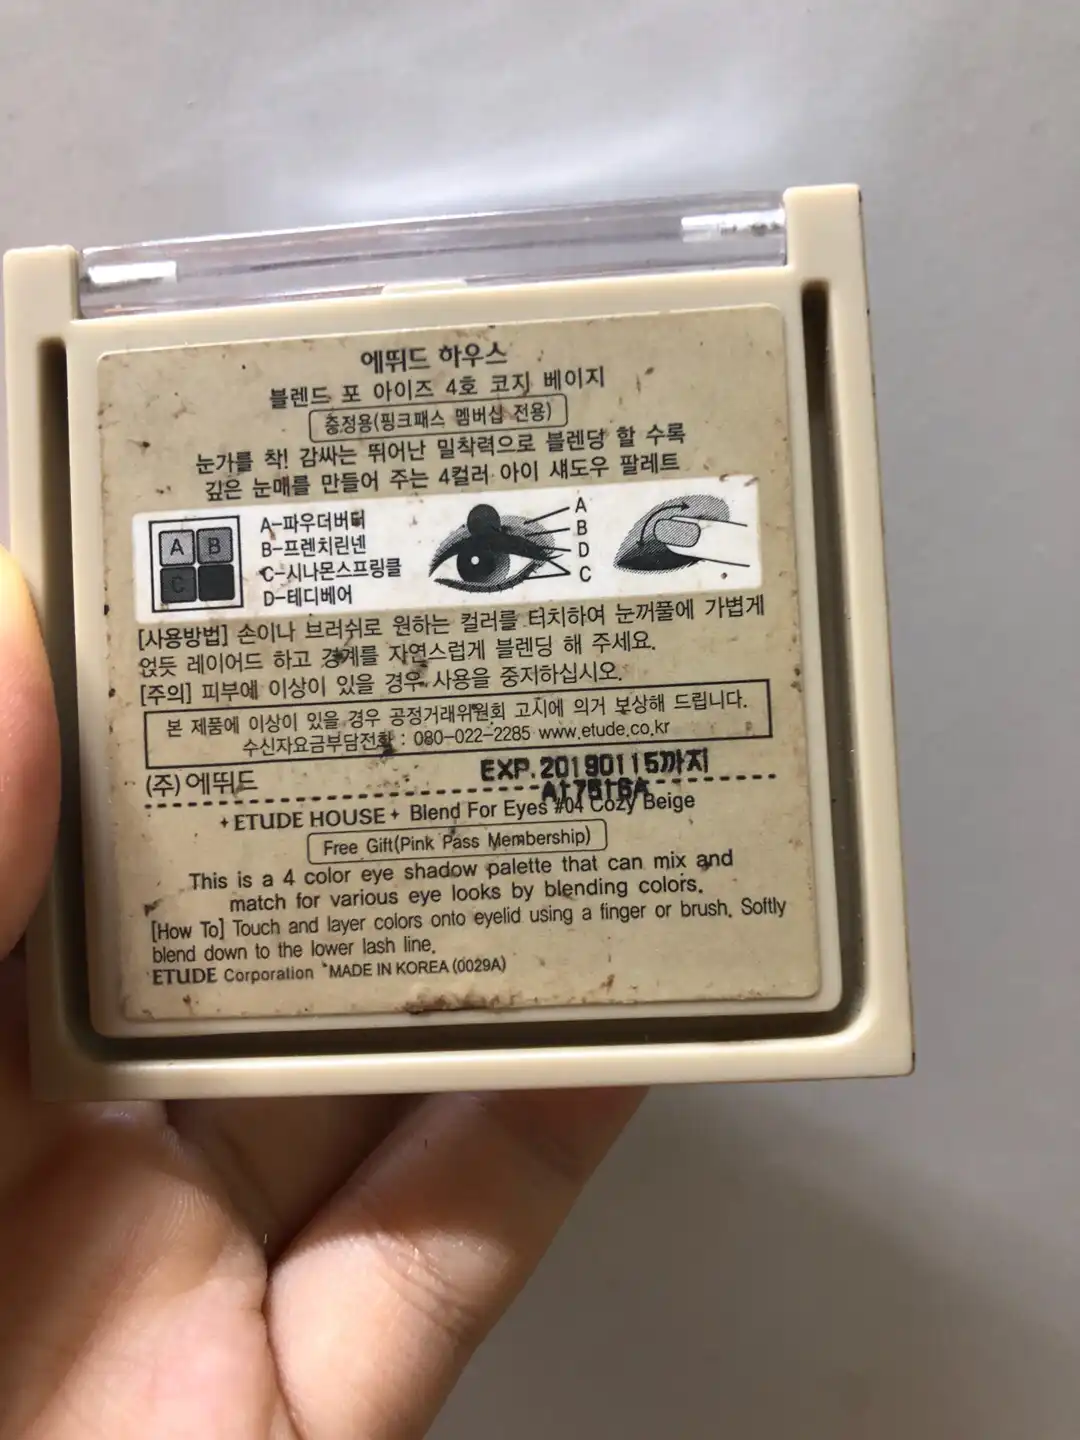 에뛰드 하우스
블렌드 포 아이즈 4호 코지 베이지
증정용(핑크패스 멤버십 전용)
눈가를 착! 감싸는 뛰어난 밀착력으로 블렌딩 할 수록
깊은 눈매를 만들어 주는 4컬러 아이 섀도우 팔레트
A B
C
A-파우더버터
B-프렌치린넨
C-시나몬스프링클
D-테디베어
A
B
D
C
[사용방법] 손이나 브러쉬로 원하는 컬러를 터치하여 눈꺼풀에 가볍게
얹듯 레이어드 하고 경계를 자연스럽게 블렌딩 해 주세요.
[주의] 피부에 이상이 있을 경우 사용을 중지하십시오.
본 제품에 이상이 있을 경우 공정거래위원회 고시에 의거 보상해 드립니다.
수신자요금부담전화 : 080-022-2285 www.etude.co.kr
(주)에뛰드
EXP.20190115까지
ETUDE HOUSE Blend For Eyes #04 Cozy Beige
Free Gift(Pink Pass Membership)
This is a 4 color eye shadow palette that can mix and
match for various eye looks by blending colors.
[How To] Touch and layer colors onto eyelid using a finger or brush. Softly
blend down to the lower lash line.
ETUDE Corporation *MADE IN KOREA (0029A)